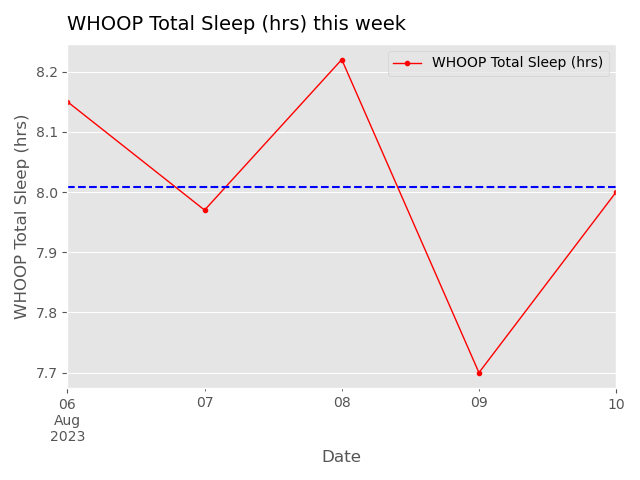 WHOOP Total Sleep (hrs) this week
WHOOP Total Sleep (hrs)
WHOOP Total Sleep (hrs)
8.2
8.1
8.0
7.9
7.8
7.7
06
Aug
2023
07
08
09
10
Date